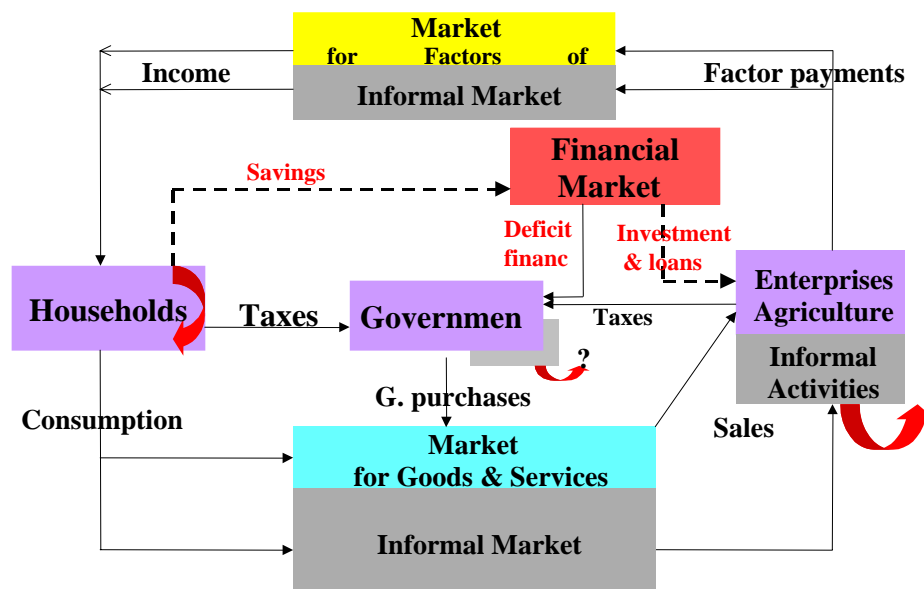 Market
for Factors of
Informal Market
Income
Factor payments
Financial
Market
Savings
Deficit
financ
Investment
& loans
Households
Taxes
Governmen
Taxes
Enterprises
Agriculture
Informal
Activities
?
G. purchases
Consumption
Sales
Market
for Goods & Services
Informal Market